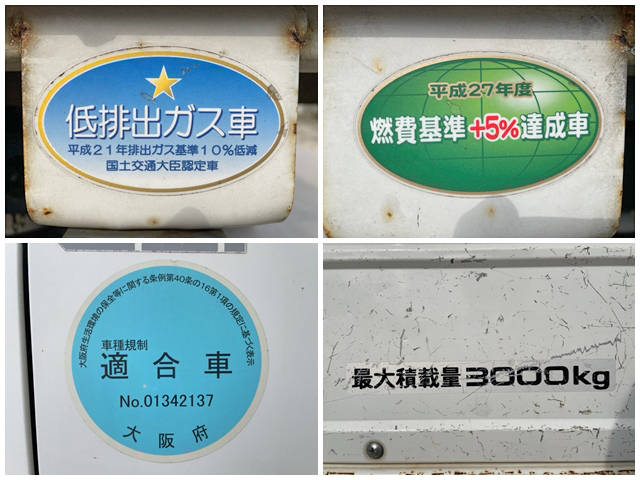 低排出ガス車
平成21年排出ガス基準10%低減
国土交通大臣認定車
平成27年度
燃費基準+5%達成車
大阪府生活環境の保全等に関する条例第40条の16第1項の規定に基づく表示
車種規制
適合車
No.01342137
大阪府
最大積載量3000kg